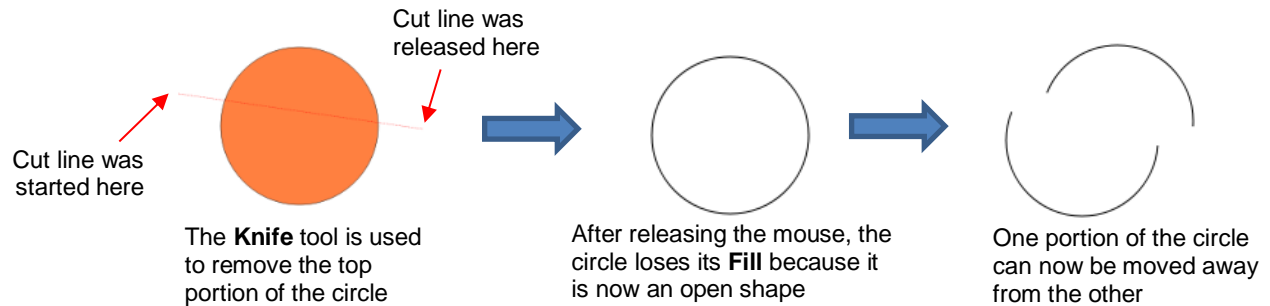 Cut line was
released here
Cut line was
started here
The Knife tool is used
to remove the top
portion of the circle
After releasing the mouse, the
circle loses its Fill because it
is now an open shape
One portion of the circle
can now be moved away
from the other